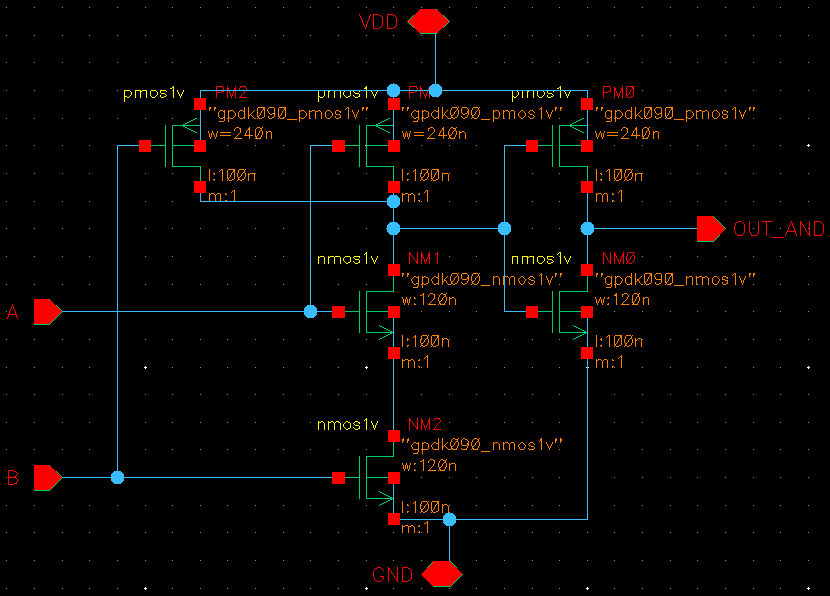 VDD
pmos1v PM2
"gpdk090_pmos1v"
w=240n
l:100n
m:1
pmos1v PM
"gpdk090_pmos1v"
w=240n
l:100n
m:1
pmos1v PM0
"gpdk090_pmos1v"
w=240n
l:100n
m:1
OUT_AND
nmos1v NM1
"gpdk090_nmos1v"
w:120n
l:100n
m:1
nmos1v NM0
"gpdk090_nmos1v"
w:120n
l:100n
m:1
A
nmos1v NM2
"gpdk090_nmos1v"
w:120n
l:100n
m:1
B
GND